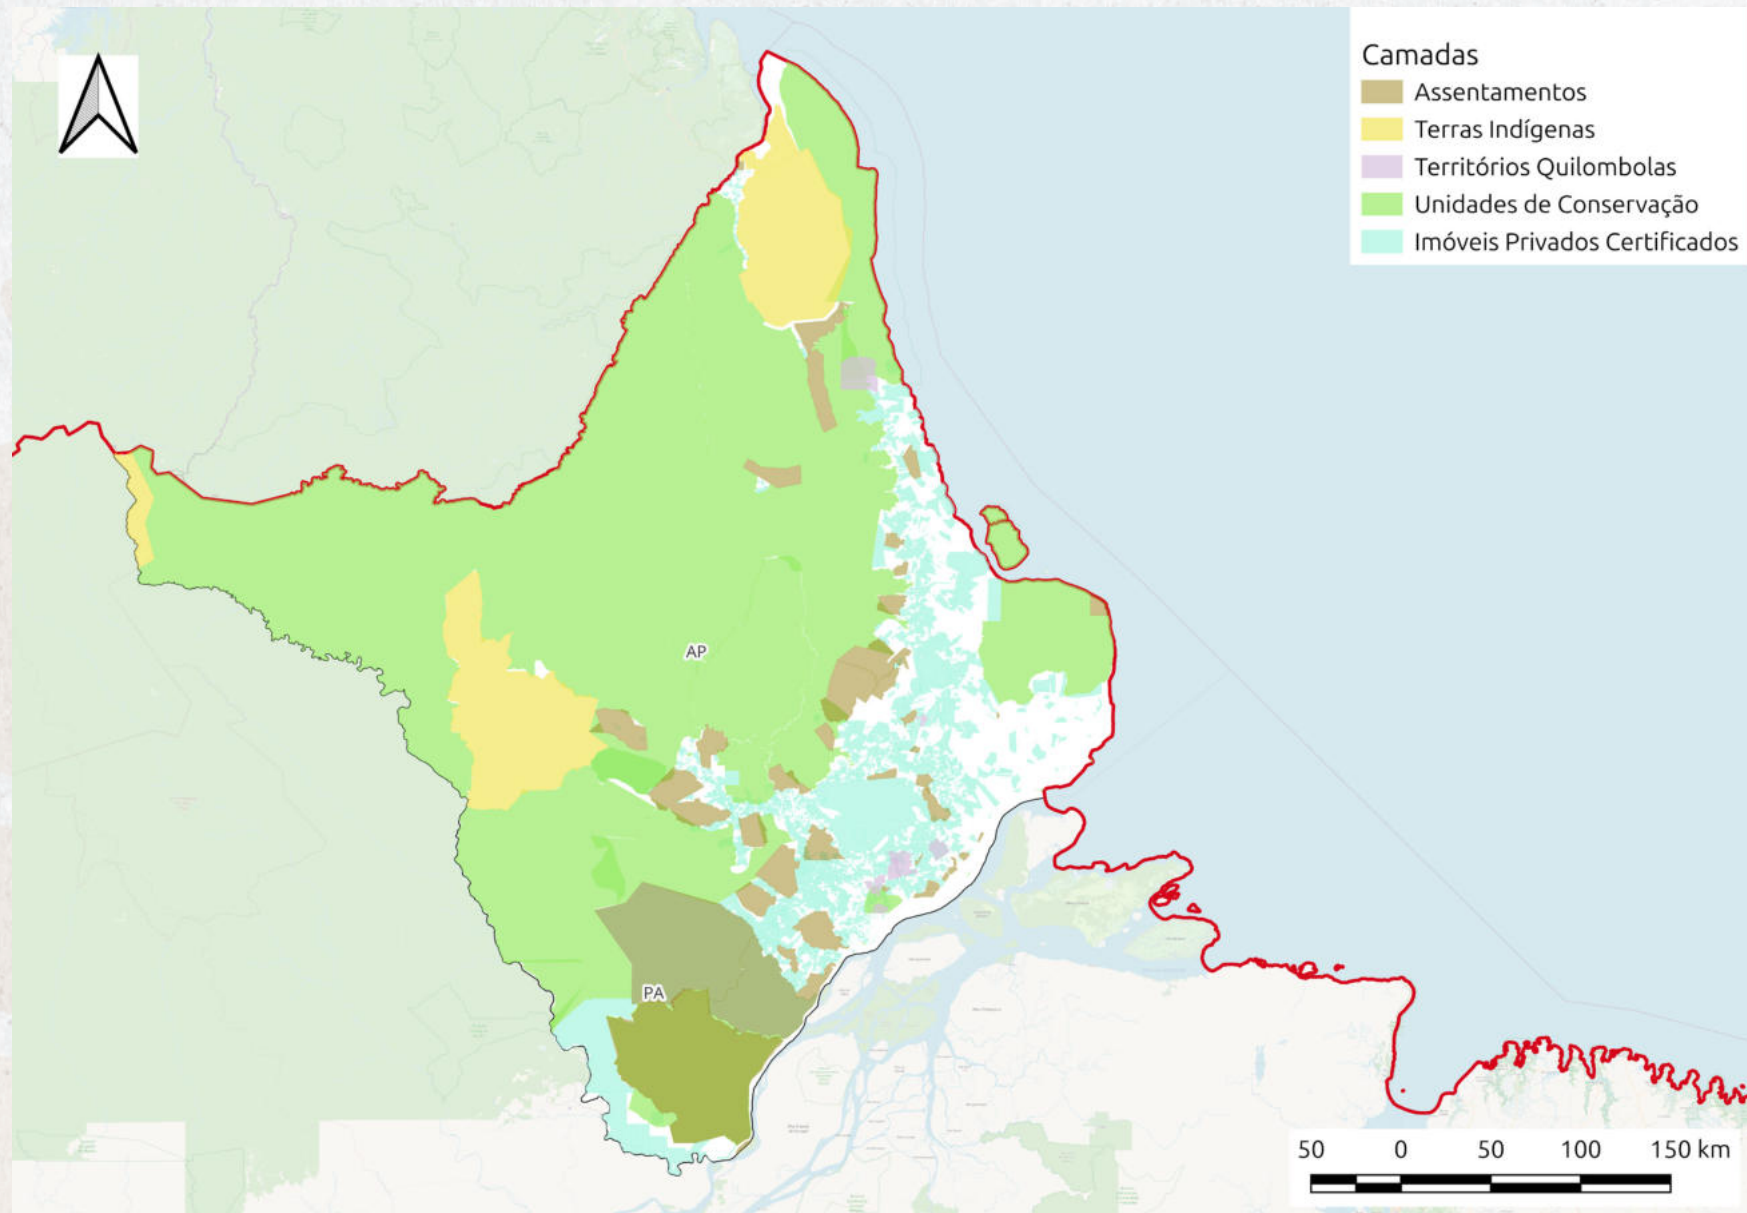 Camadas
Assentamentos
Terras Indígenas
Territórios Quilombolas
Unidades de Conservação
Imóveis Privados Certificados
AP
PA
50 0 50 100 150 km